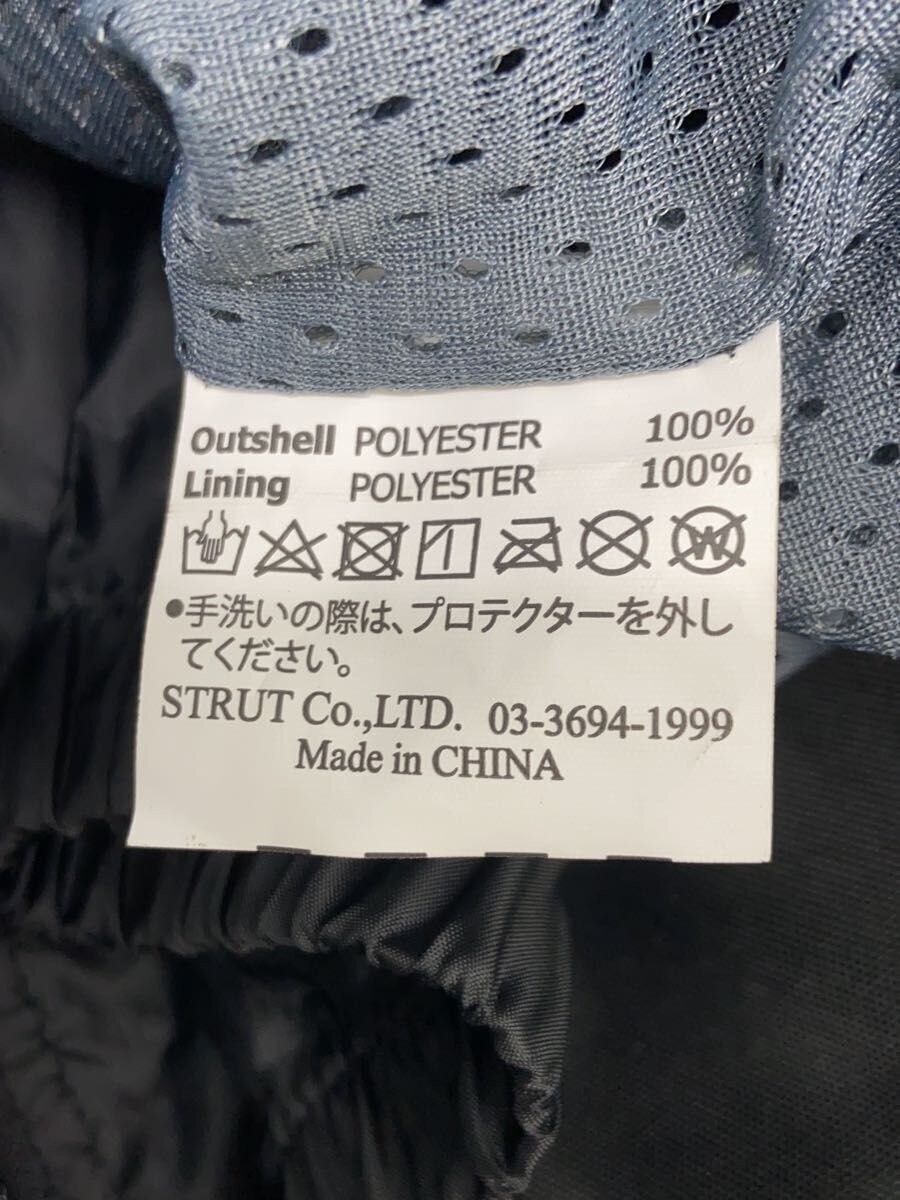 Outshell POLYESTER 100%
Lining POLYESTER 100%
W
●手洗いの際は、プロテクターを外し
てください。
STRUT Co.,LTD. 03-3694-1999
Made in CHINA